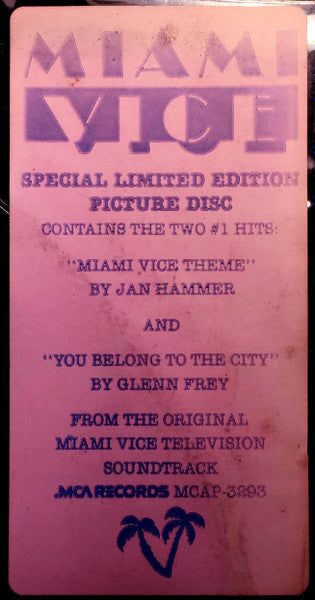 MIAMI
VICE
SPECIAL LIMITED EDITION
PICTURE DISC
CONTAINS THE TWO #1 HITS:
"MIAMI VICE THEME"
BY JAN HAMMER
AND
"YOU BELONG TO THE CITY"
BY GLENN FREY
FROM THE ORIGINAL
MIAMI VICE TELEVISION
SOUNDTRACK
.MCA RECORDS MCAP-3293